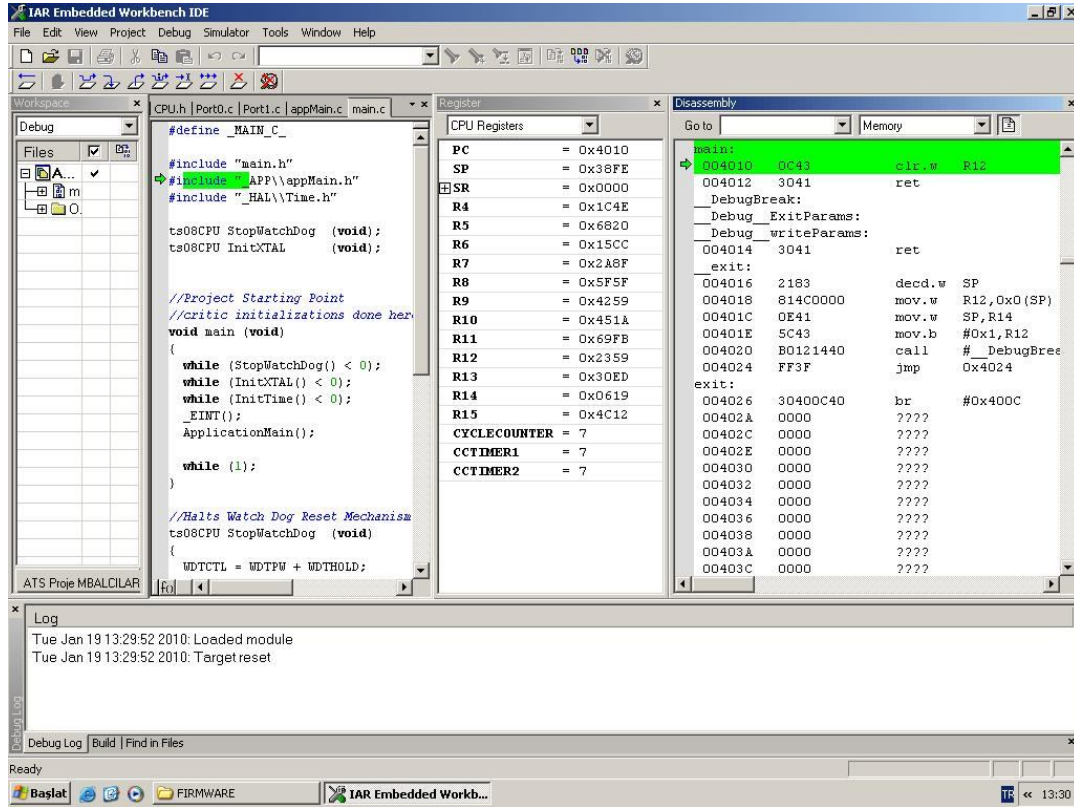 IAR Embedded Workbench IDE
File Edit View Project Debug Simulator Tools Window Help
Workspace
Debug
Files
A...
m
O.
ATS Proje MBALCILAR
CPU.h | Port0.c | Port1.c | appMain.c main.c
#define _MAIN_C_
#include "main.h"
#include "_APP\\appMain.h"
#include "_HAL\\Time.h"
ts08CPU StopWatchDog (void);
ts08CPU InitXTAL (void);
//Project Starting Point
//critic initializations done her
void main (void)
{
while (StopWatchDog() < 0);
while (InitXTAL() < 0);
while (InitTime() < 0);
_EINT();
ApplicationMain();
while (1);
}
//Halts Watch Dog Reset Mechanism
ts08CPU StopWatchDog (void)
{
WDTCTL = WDTPW + WDTHOLD;
Register
CPU Registers
PC = 0x4010
SP = 0x38FE
SR = 0x0000
R4 = 0x1C4E
R5 = 0x6820
R6 = 0x15CC
R7 = 0x2A8F
R8 = 0x5F5F
R9 = 0x4259
R10 = 0x451A
R11 = 0x69FB
R12 = 0x2359
R13 = 0x30ED
R14 = 0x0619
R15 = 0x4C12
CYCLECOUNTER = 7
CCTIMER1 = 7
CCTIMER2 = 7
Disassembly
Go to Memory
main:
004010 0C43 clr.w R12
004012 3041 ret
__DebugBreak:
__Debug__ExitParams:
__Debug__writeParams:
004014 3041 ret
__exit:
004016 2183 decd.w SP
004018 814C0000 mov.w R12,0x0(SP)
00401C 0E41 mov.w SP,R14
00401E 5C43 mov.b #0x1,R12
004020 B0121440 call #__DebugBrea
004024 FF3F jmp 0x4024
exit:
004026 30400C40 br #0x400C
00402A 0000 ????
00402C 0000 ????
00402E 0000 ????
004030 0000 ????
004032 0000 ????
004034 0000 ????
004036 0000 ????
004038 0000 ????
00403A 0000 ????
00403C 0000 ????
Log
Tue Jan 19 13:29:52 2010: Loaded module
Tue Jan 19 13:29:52 2010: Target reset
Debug Log
Debug Log Build | Find in Files
Ready
Başlat FIRMWARE IAR Embedded Workb... TR « 13:30